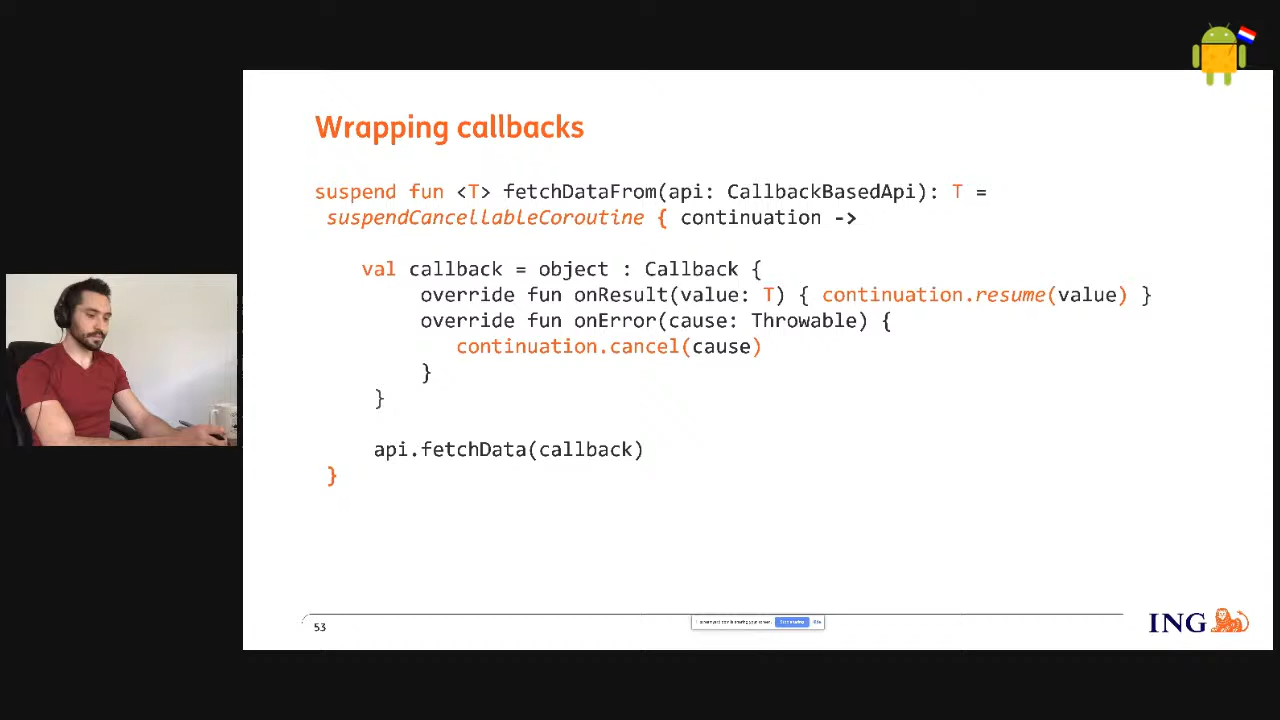 Wrapping callbacks
suspend fun <T> fetchDataFrom(api: CallbackBasedApi): T =
suspendCancellableCoroutine { continuation ->
val callback = object : Callback {
override fun onResult(value: T) { continuation.resume(value) }
override fun onError(cause: Throwable) {
continuation.cancel(cause)
}
}
api.fetchData(callback)
}
53
ING